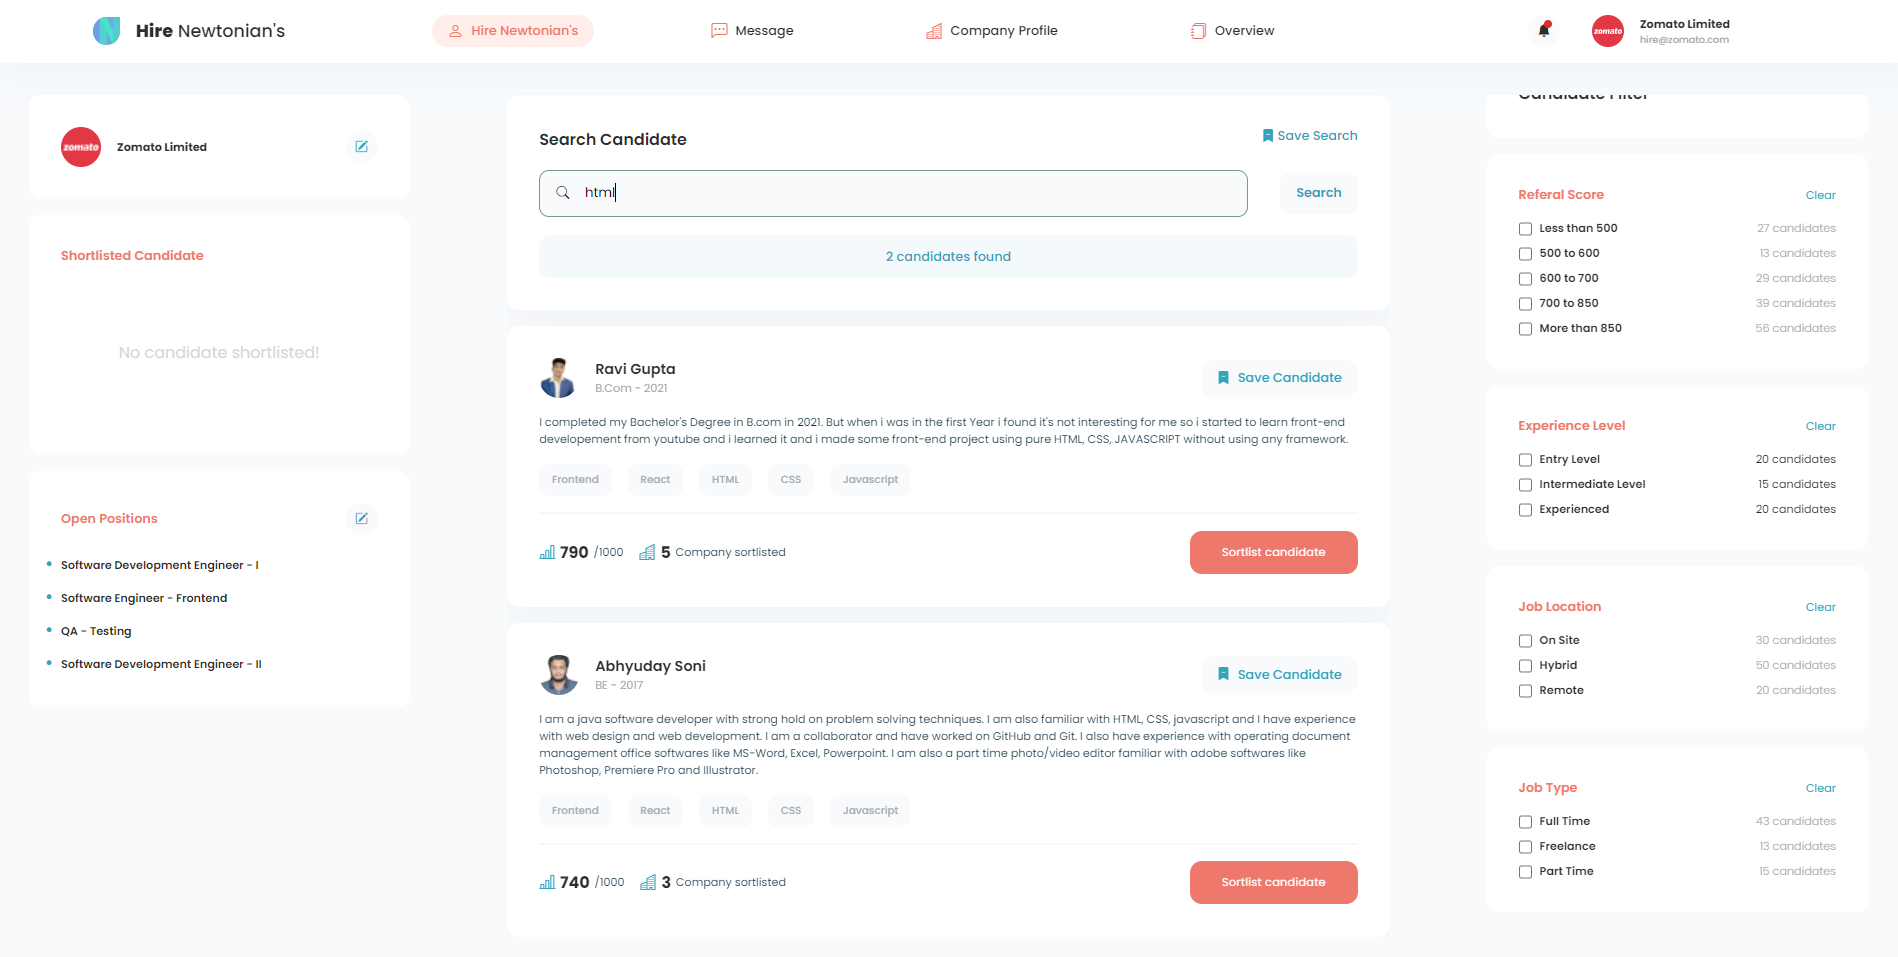 Hire Newtonian's
Hire Newtonian's
Message
Company Profile
Overview
Zomato Limited
hire@zomato.com
zomato
zomato
Zomato Limited
Shortlisted Candidate
No candidate shortlisted!
Open Positions
Software Development Engineer - I
Software Engineer - Frontend
QA - Testing
Software Development Engineer - II
Search Candidate
Save Search
html
Search
2 candidates found
Ravi Gupta
B.Com - 2021
Save Candidate
I completed my Bachelor's Degree in B.com in 2021. But when i was in the first Year i found it's not interesting for me so i started to learn front-end
developement from youtube and i learned it and i made some front-end project using pure HTML, CSS, JAVASCRIPT without using any framework.
Frontend React HTML CSS Javascript
790 /1000 5 Company sortlisted
Sortlist candidate
Abhyuday Soni
BE - 2017
Save Candidate
I am a java software developer with strong hold on problem solving techniques. I am also familiar with HTML, CSS, javascript and I have experience
with web design and web development. I am a collaborator and have worked on GitHub and Git. I also have experience with operating document
management office softwares like MS-Word, Excel, Powerpoint. I am also a part time photo/video editor familiar with adobe softwares like
Photoshop, Premiere Pro and Illustrator.
Frontend React HTML CSS Javascript
740 /1000 3 Company sortlisted
Sortlist candidate
Candidate Filter
Referal Score Clear
Less than 500 27 candidates
500 to 600 13 candidates
600 to 700 29 candidates
700 to 850 39 candidates
More than 850 56 candidates
Experience Level Clear
Entry Level 20 candidates
Intermediate Level 15 candidates
Experienced 20 candidates
Job Location Clear
On Site 30 candidates
Hybrid 50 candidates
Remote 20 candidates
Job Type Clear
Full Time 43 candidates
Freelance 13 candidates
Part Time 15 candidates